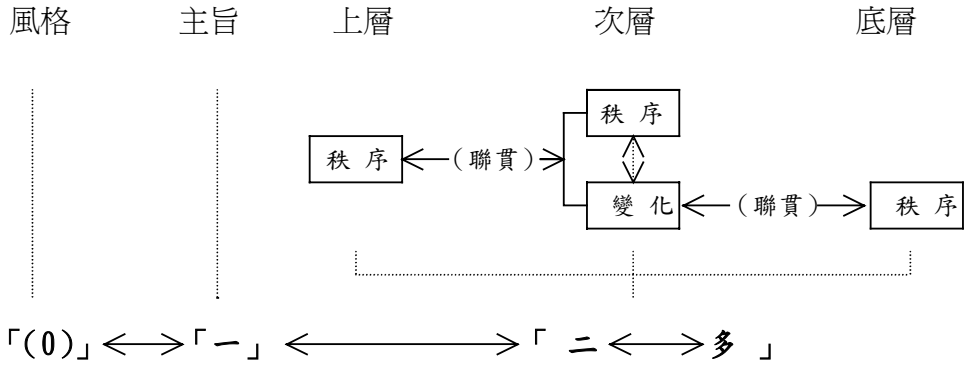 風格 主旨 上層 次層 底層
秩 序
秩 序 （聯貫）
變 化 （聯貫） 秩 序
「(0)」 「一」 「 二 多 」